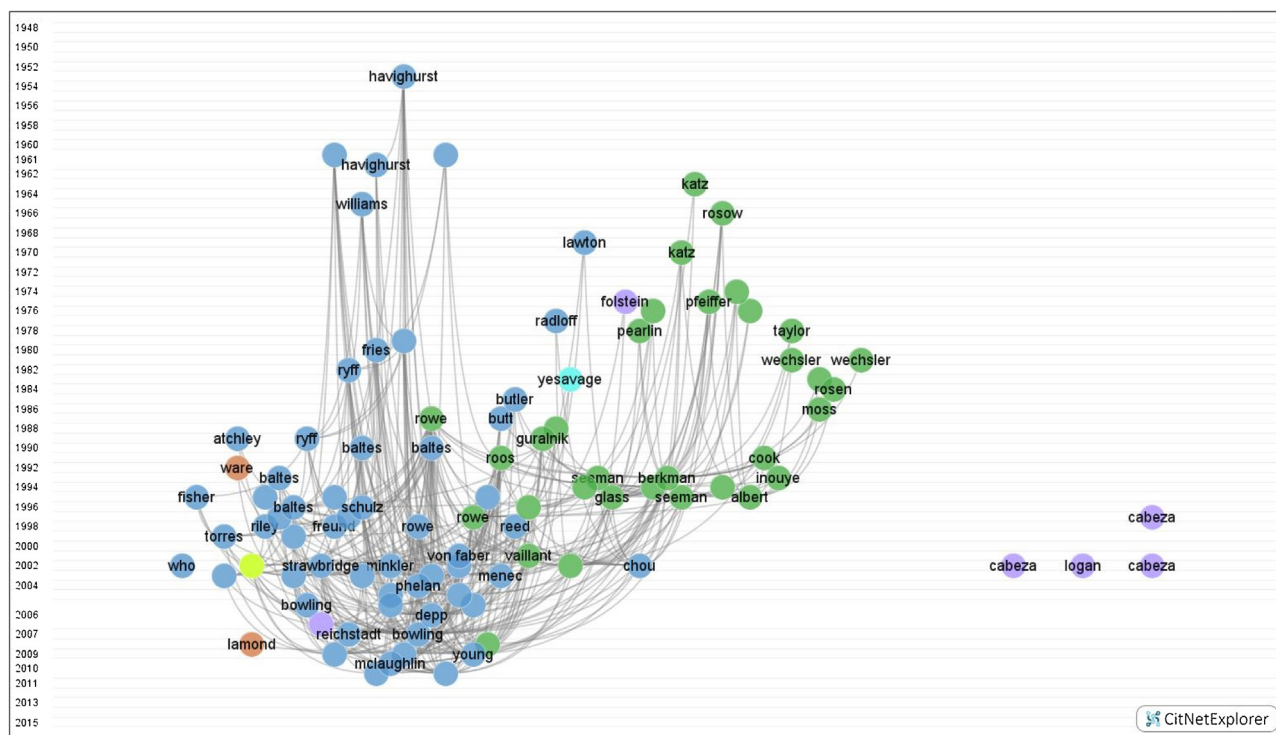 1948
1950
1952
havighurst
1954
1956
1958
1960
1961
havighurst
1962
katz
1964
williams
1966
rosow
1968
lawton
1970
katz
1972
1974
folstein
pfeiffer
1976
radloff
1978
pearlin
taylor
1980
fries
wechsler
wechsler
1982
ryff
yesavage
1984
butler
rosen
1986
rowe
butt
moss
1988
atchley
ryff
guralnik
1990
baltes
baltes
roos
cook
1992
ware
baltes
seeman
berkman
inouye
1994
fisher
glass
seeman
albert
1996
baltes
schulz
rowe
cabeza
1998
torres
riley
freund
rowe
reed
2000
von faber
vaillant
2002
who
strawbridge
minkler
menec
chou
cabeza
logan
cabeza
2004
phelan
bowling
2006
depp
2007
reichstadt
bowling
lamond
2009
mclaughlin
young
2010
2011
2013
2015
CitNetExplorer